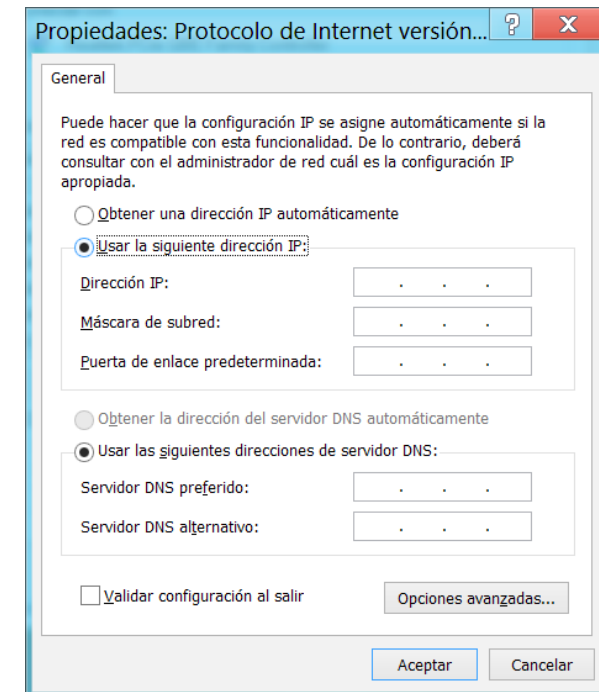 Propiedades: Protocolo de Internet versión...
?
X
General
Puede hacer que la configuración IP se asigne automáticamente si la
red es compatible con esta funcionalidad. De lo contrario, deberá
consultar con el administrador de red cuál es la configuración IP
apropiada.
Obtener una dirección IP automáticamente
Usar la siguiente dirección IP:
Dirección IP:
. . .
Máscara de subred:
. . .
Puerta de enlace predeterminada:
. . .
Obtener la dirección del servidor DNS automáticamente
Usar las siguientes direcciones de servidor DNS:
Servidor DNS preferido:
. . .
Servidor DNS alternativo:
. . .
Validar configuración al salir
Opciones avanzadas...
Aceptar
Cancelar